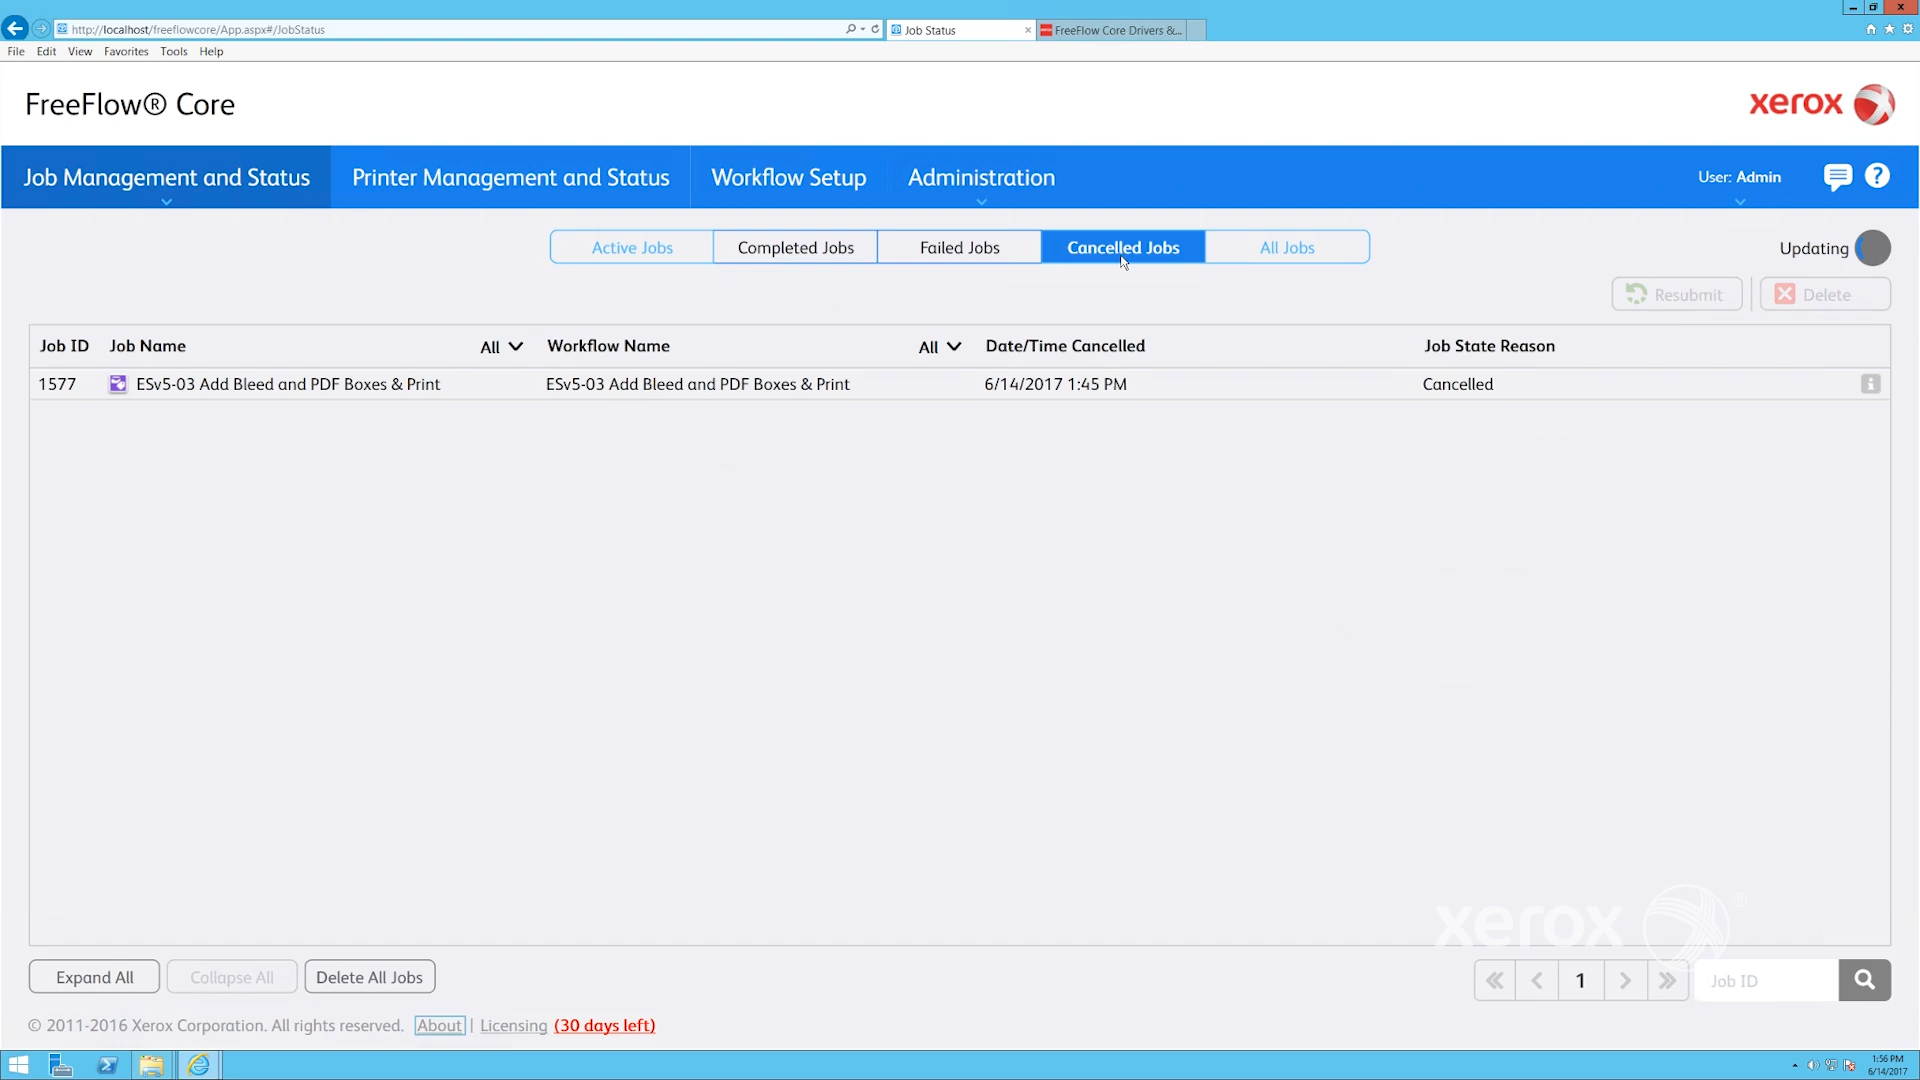 http://localhost/freeflowcore/App.aspx#/JobStatus
Job Status
FreeFlow Core Drivers &...
File Edit View Favorites Tools Help
FreeFlow® Core
xerox
Job Management and Status
Printer Management and Status
Workflow Setup
Administration
User: Admin
Active Jobs
Completed Jobs
Failed Jobs
Cancelled Jobs
All Jobs
Updating
Resubmit
Delete
Job ID Job Name All Workflow Name All Date/Time Cancelled Job State Reason
1577 ESv5-03 Add Bleed and PDF Boxes & Print ESv5-03 Add Bleed and PDF Boxes & Print 6/14/2017 1:45 PM Cancelled
xerox ®
Expand All
Collapse All
Delete All Jobs
1
Job ID
© 2011-2016 Xerox Corporation. All rights reserved. About | Licensing (30 days left)
1:56 PM
6/14/2017